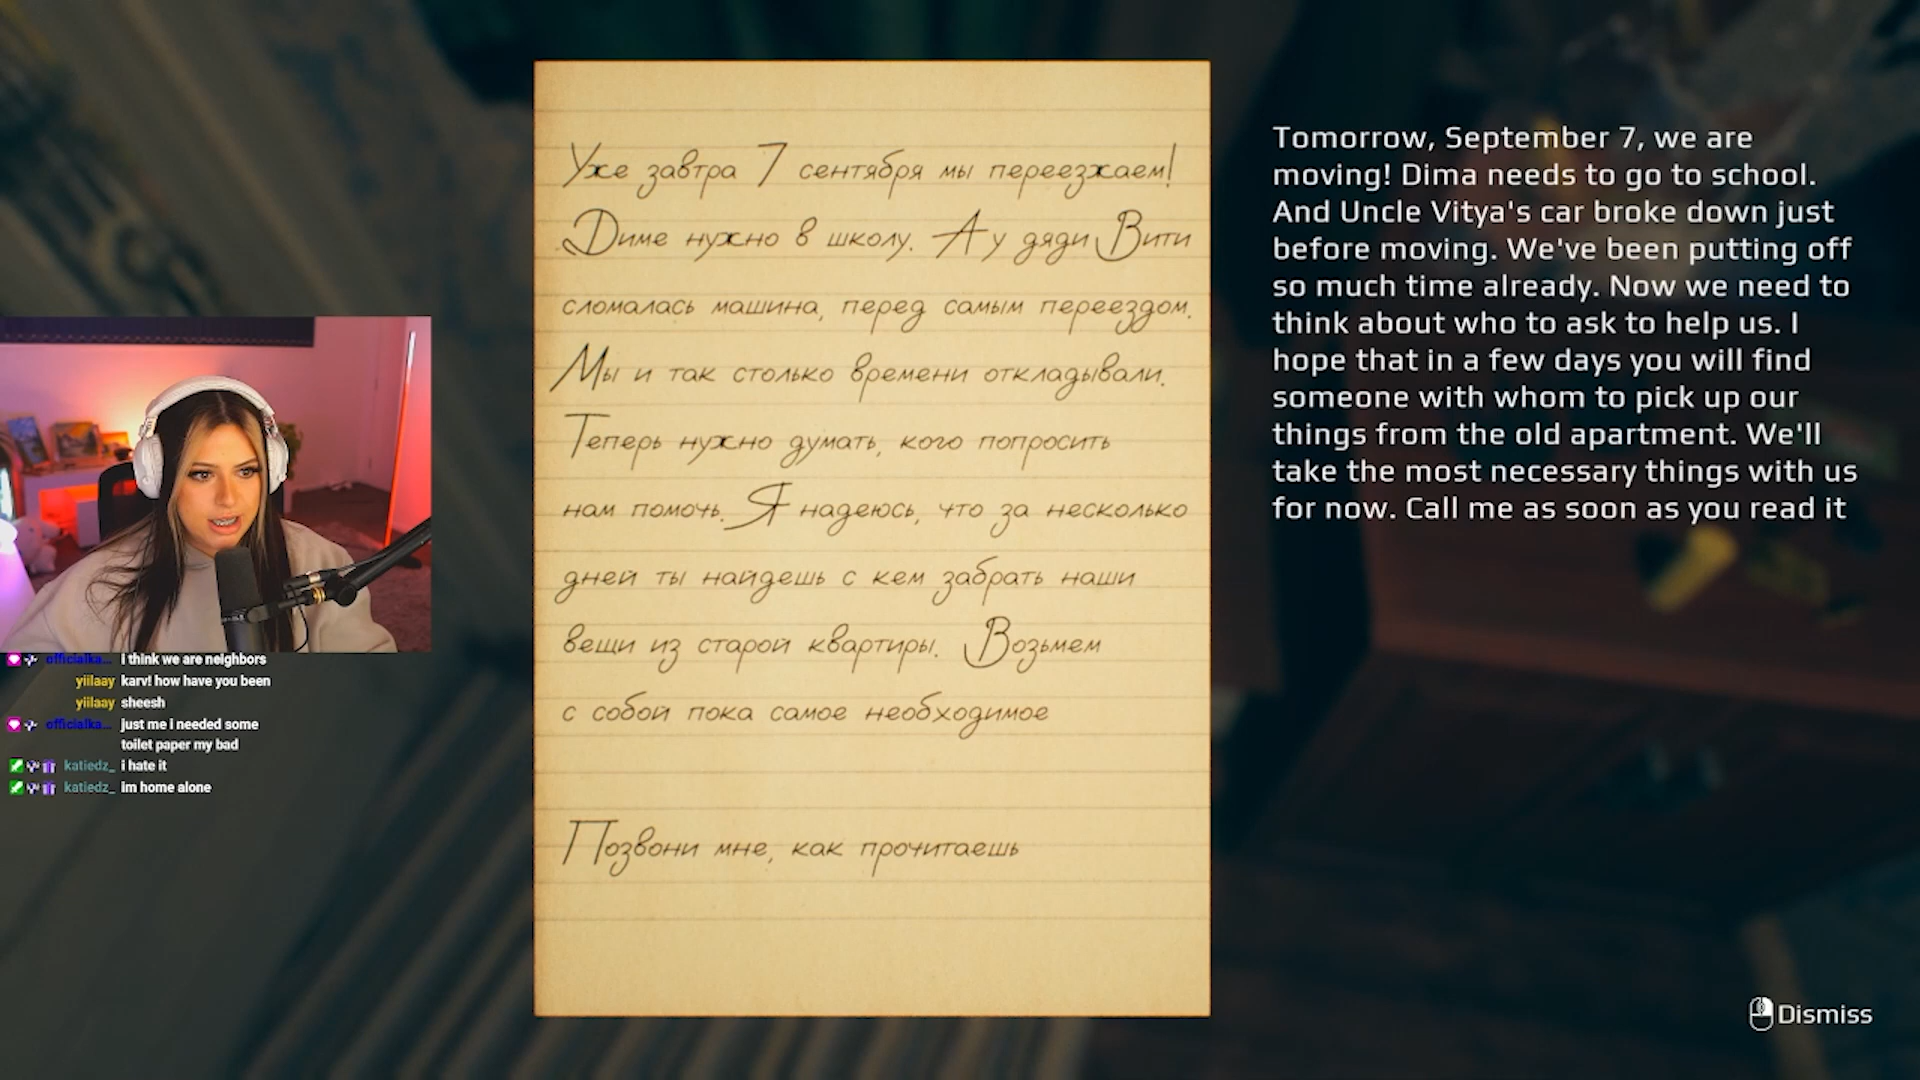 Уже завтра 7 сентября мы переезжаем!
Диме нужно в школу. А у дяди Вити
сломалась машина, перед самым переездом.
Мы и так столько времени откладывали.
Теперь нужно думать, кого попросить
нам помочь. Я надеюсь, что за несколько
дней ты найдешь с кем забрать наши
вещи из старой квартиры. Возьмем
с собой пока самое необходимое
Позвони мне, как прочитаешь
Tomorrow, September 7, we are
moving! Dima needs to go to school.
And Uncle Vitya's car broke down just
before moving. We've been putting off
so much time already. Now we need to
think about who to ask to help us. I
hope that in a few days you will find
someone with whom to pick up our
things from the old apartment. We'll
take the most necessary things with us
for now. Call me as soon as you read it
officialka... i think we are neighbors
yiilaay karv! how have you been
yiilaay sheesh
officialka... just me i needed some
toilet paper my bad
katiedz_ i hate it
katiedz_ im home alone
Dismiss